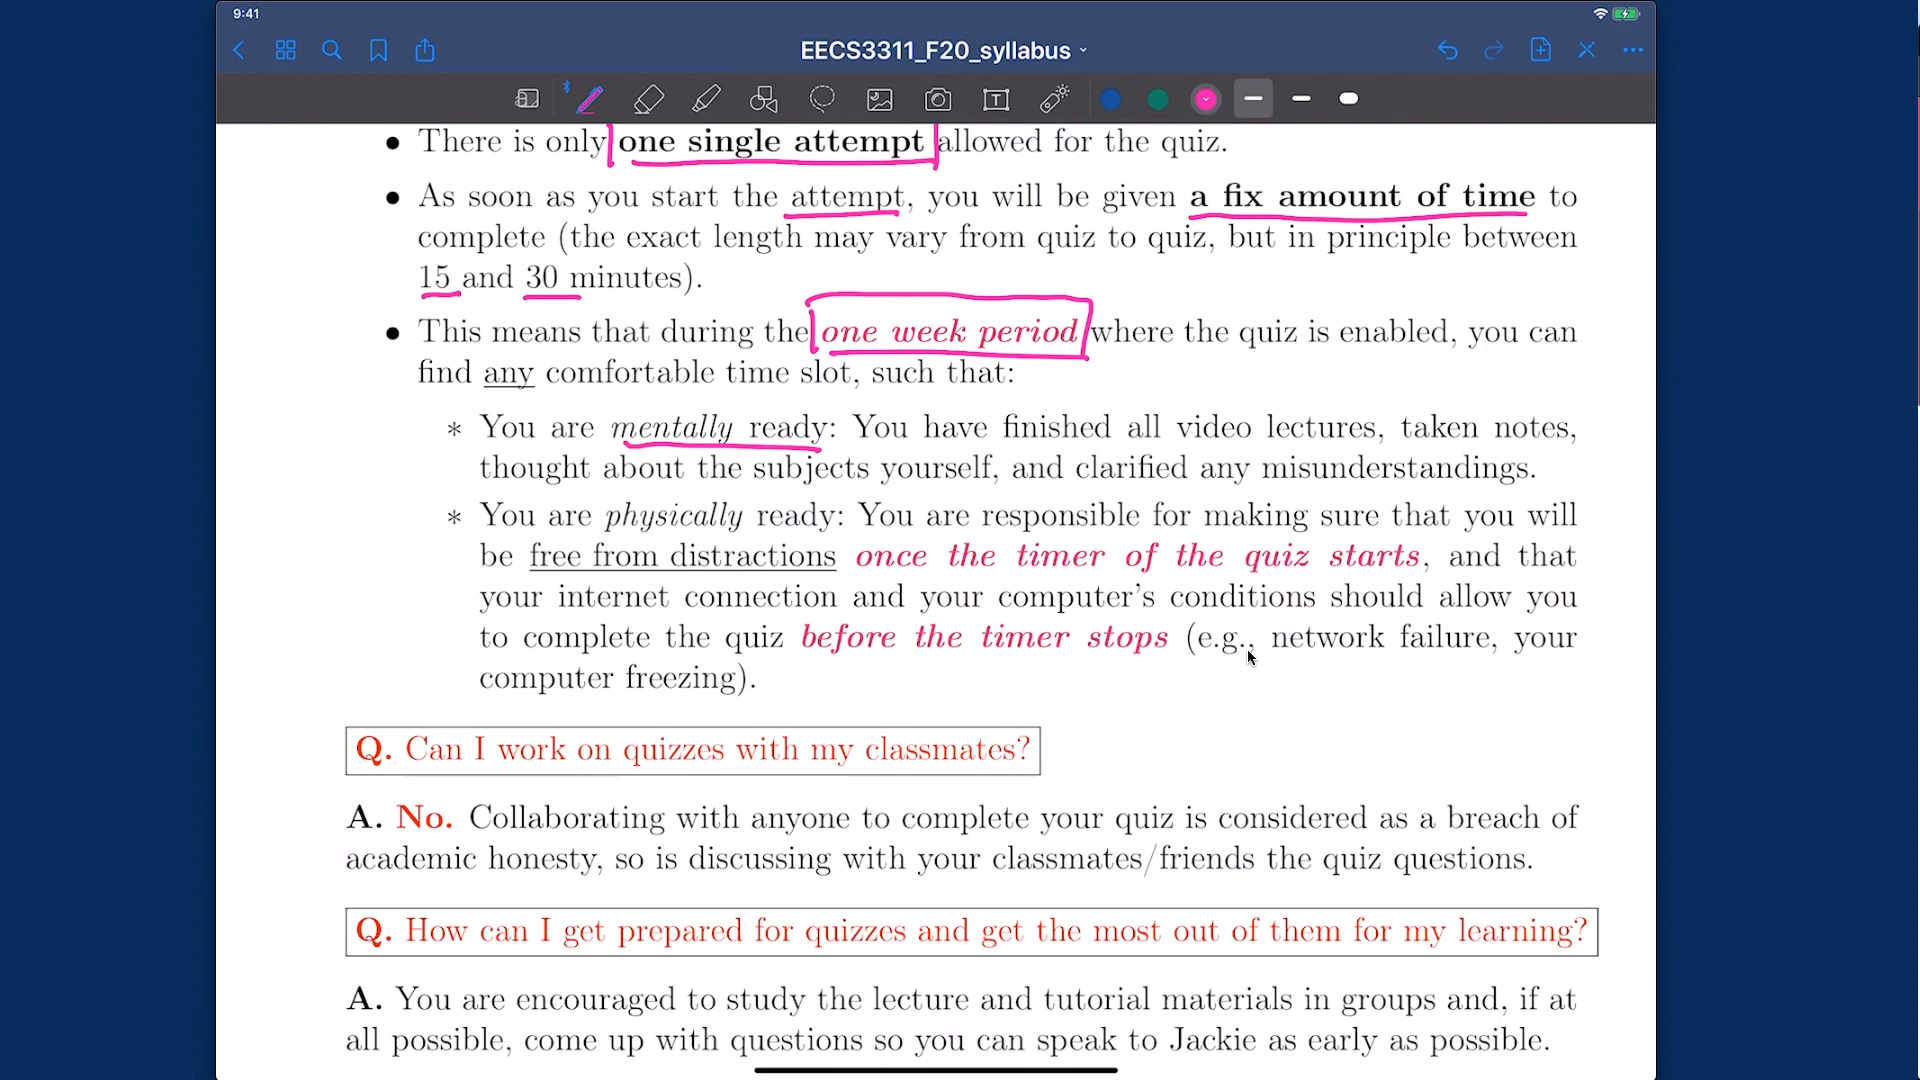 9:41
EECS3311_F20_syllabus
• There is only one single attempt allowed for the quiz.
• As soon as you start the attempt, you will be given a fix amount of time to
complete (the exact length may vary from quiz to quiz, but in principle between
15 and 30 minutes).
• This means that during the one week period where the quiz is enabled, you can
find any comfortable time slot, such that:
* You are mentally ready: You have finished all video lectures, taken notes,
thought about the subjects yourself, and clarified any misunderstandings.
* You are physically ready: You are responsible for making sure that you will
be free from distractions once the timer of the quiz starts, and that
your internet connection and your computer's conditions should allow you
to complete the quiz before the timer stops (e.g., network failure, your
computer freezing).
Q. Can I work on quizzes with my classmates?
A. No. Collaborating with anyone to complete your quiz is considered as a breach of
academic honesty, so is discussing with your classmates/friends the quiz questions.
Q. How can I get prepared for quizzes and get the most out of them for my learning?
A. You are encouraged to study the lecture and tutorial materials in groups and, if at
all possible, come up with questions so you can speak to Jackie as early as possible.